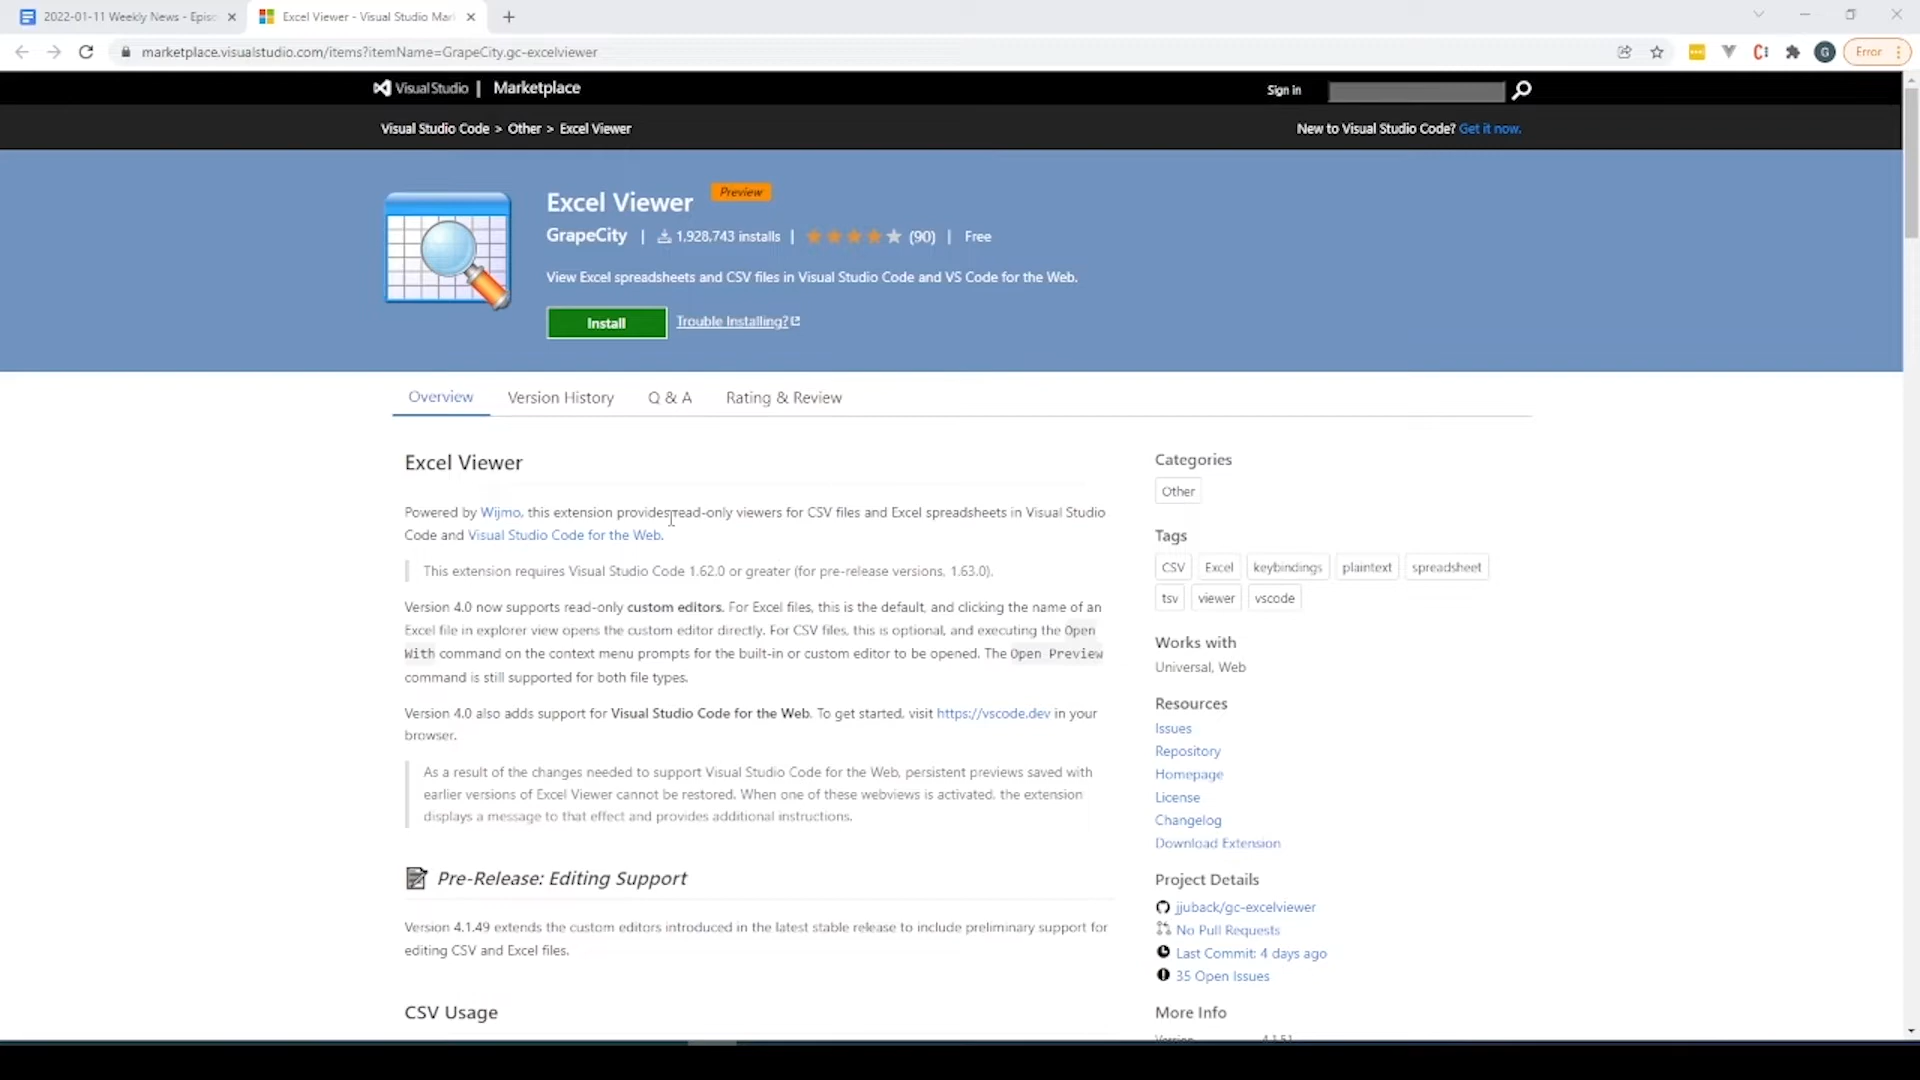 2022-01-11 Weekly News - Epis
Excel Viewer - Visual Studio Mar
marketplace.visualstudio.com/items?itemName=GrapeCity.gc-excelviewer
G
Error
Visual Studio | Marketplace
Sign in
Visual Studio Code > Other > Excel Viewer
New to Visual Studio Code? Get it now.
Excel Viewer
Preview
GrapeCity | 1,928,743 installs | (90) | Free
View Excel spreadsheets and CSV files in Visual Studio Code and VS Code for the Web.
Install
Trouble Installing?
Overview
Version History
Q & A
Rating & Review
Excel Viewer
Powered by Wijmo, this extension provides read-only viewers for CSV files and Excel spreadsheets in Visual Studio
Code and Visual Studio Code for the Web.
This extension requires Visual Studio Code 1.62.0 or greater (for pre-release versions, 1.63.0).
Version 4.0 now supports read-only custom editors. For Excel files, this is the default, and clicking the name of an
Excel file in explorer view opens the custom editor directly. For CSV files, this is optional, and executing the Open
With command on the context menu prompts for the built-in or custom editor to be opened. The Open Preview
command is still supported for both file types.
Version 4.0 also adds support for Visual Studio Code for the Web. To get started, visit https://vscode.dev in your
browser.
As a result of the changes needed to support Visual Studio Code for the Web, persistent previews saved with
earlier versions of Excel Viewer cannot be restored. When one of these webviews is activated, the extension
displays a message to that effect and provides additional instructions.
Pre-Release: Editing Support
Version 4.1.49 extends the custom editors introduced in the latest stable release to include preliminary support for
editing CSV and Excel files.
CSV Usage
Categories
Other
Tags
CSV Excel keybindings plaintext spreadsheet
tsv viewer vscode
Works with
Universal, Web
Resources
Issues
Repository
Homepage
License
Changelog
Download Extension
Project Details
jjuback/gc-excelviewer
No Pull Requests
Last Commit: 4 days ago
35 Open Issues
More Info
Version 4.1.51